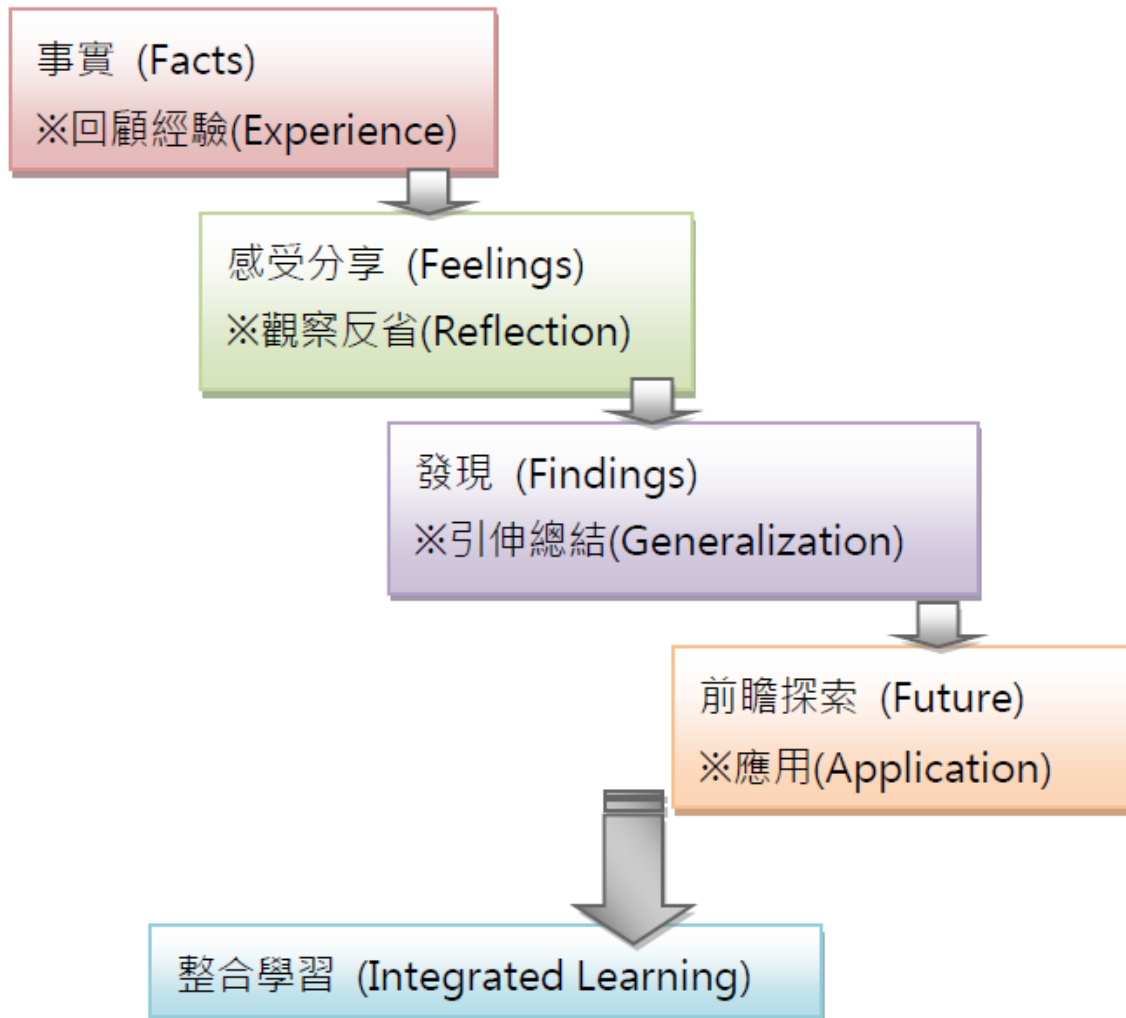 事實 (Facts)
※回顧經驗(Experience)
感受分享 (Feelings)
※觀察反省(Reflection)
發現 (Findings)
※引伸總結(Generalization)
前瞻探索 (Future)
※應用(Application)
整合學習 (Integrated Learning)